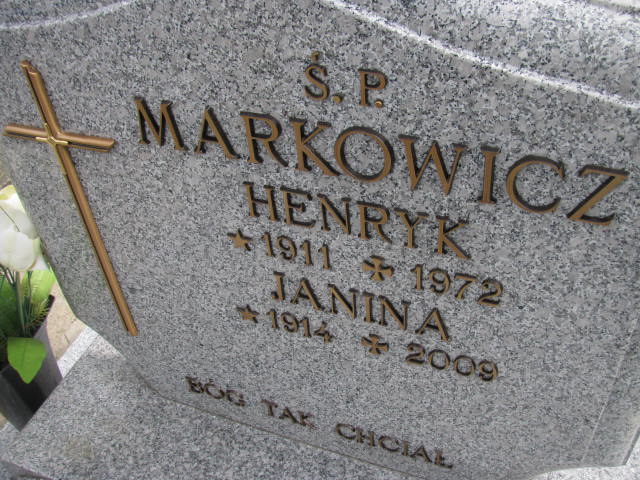 Ś.P.
MARKOWICZ
HENRYK
★1911 ✠ 1972
JANINA
★1914 ✠ 2009
BÓG TAK CHCIAŁ